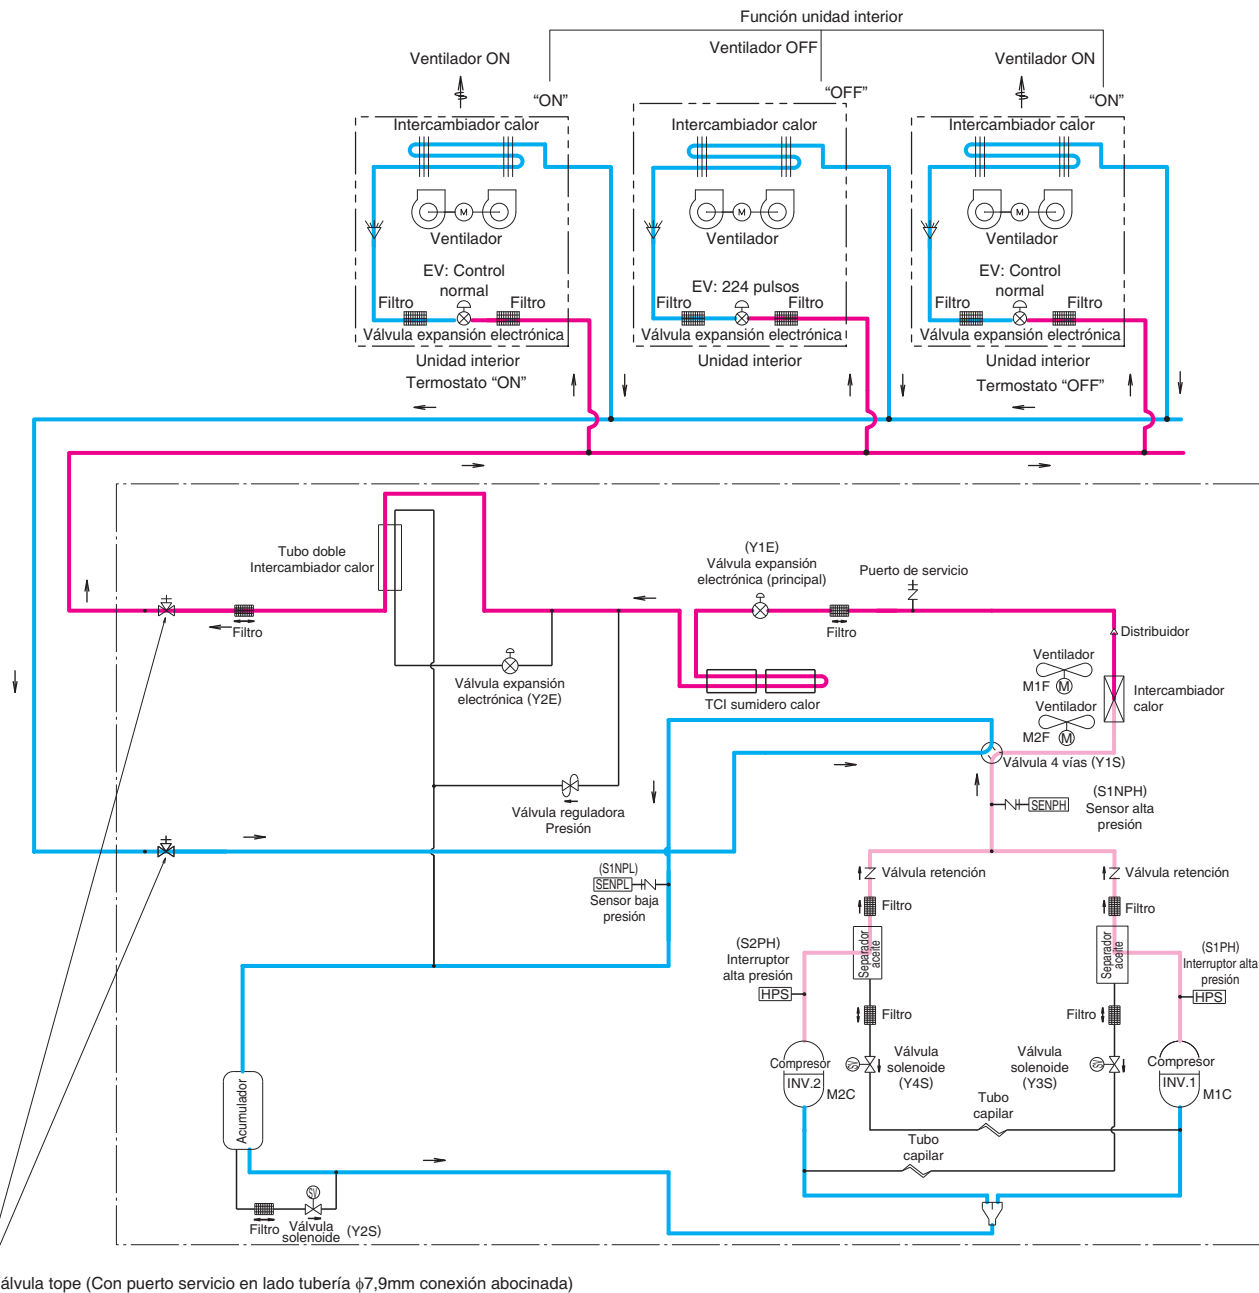 Función unidad interior
Ventilador ON
Ventilador OFF
Ventilador ON
“ON”
“OFF”
“ON”
Intercambiador calor
Intercambiador calor
Intercambiador calor
M
M
M
Ventilador
Ventilador
Ventilador
EV: Control
normal
EV: 224 pulsos
EV: Control
normal
Filtro
Filtro
Filtro
Filtro
Filtro
Filtro
Válvula expansión electrónica
Válvula expansión electrónica
Válvula expansión electrónica
Unidad interior
Termostato “ON”
Unidad interior
Unidad interior
Termostato “OFF”
Tubo doble
Intercambiador calor
(Y1E)
Válvula expansión
electrónica (principal)
Puerto de servicio
Filtro
Filtro
Distribuidor
Válvula expansión
electrónica (Y2E)
TCI sumidero calor
Ventilador
M1F
M
Ventilador
M2F
M
Intercambiador
calor
Válvula 4 vías (Y1S)
Válvula reguladora
Presión
SENPH
(S1NPH)
Sensor alta
presión
(S1NPL)
SENPL
Sensor baja
presión
Válvula retención
Válvula retención
Filtro
Filtro
Separador
aceite
Separador
aceite
(S2PH)
Interruptor
alta presión
HPS
(S1PH)
Interruptor alta
presión
HPS
Filtro
Filtro
Compresor
INV.2
M2C
SV
Válvula
solenoide
(Y4S)
Válvula
solenoide
(Y3S)
SV
Compresor
INV.1
M1C
Tubo
capilar
Tubo
capilar
Acumulador
SV
Filtro
Válvula
solenoide
(Y2S)
álvula tope (Con puerto servicio en lado tubería ϕ7,9mm conexión abocinada)